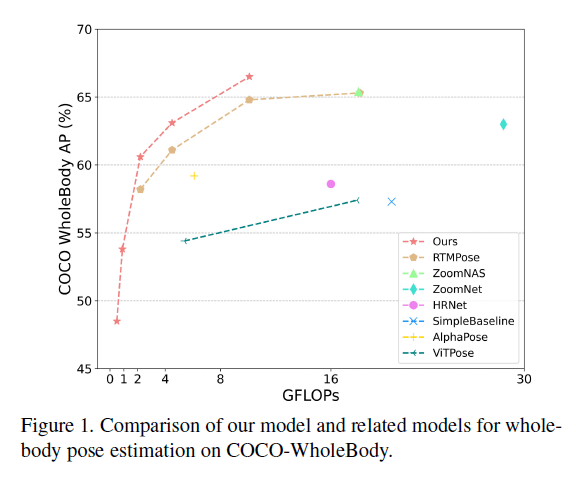 70
65
60
55
50
45
COCO WholeBody AP (%)
0 1 2 4 8 16 30
GFLOPs
Ours
RTMPose
ZoomNAS
ZoomNet
HRNet
SimpleBaseline
AlphaPose
ViTPose
Figure 1. Comparison of our model and related models for whole-
body pose estimation on COCO-WholeBody.